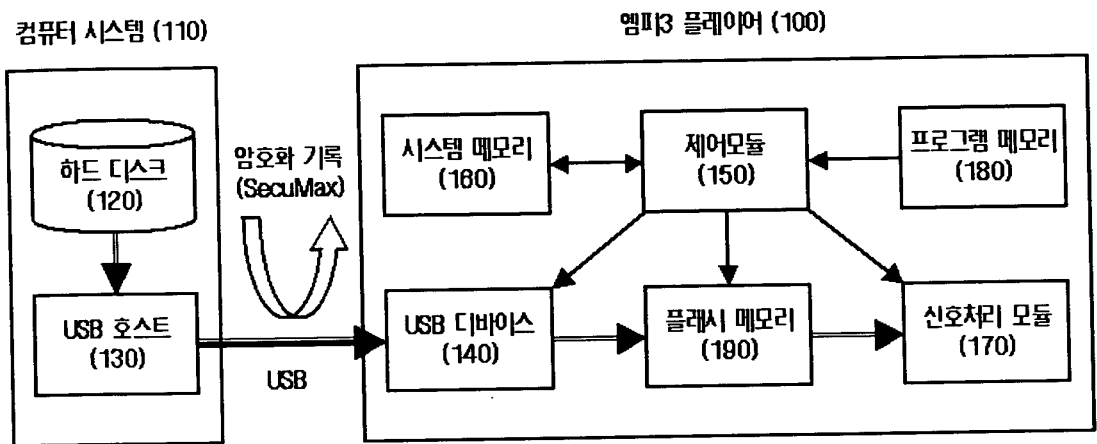 컴퓨터 시스템 (110)
엠피3 플레이어 (100)
하드 디스크
(120)
암호화 기록
(SecuMax)
시스템 메모리
(160)
제어모듈
(150)
프로그램 메모리
(180)
USB 호스트
(130)
USB
USB 디바이스
(140)
플래시 메모리
(190)
신호처리 모듈
(170)